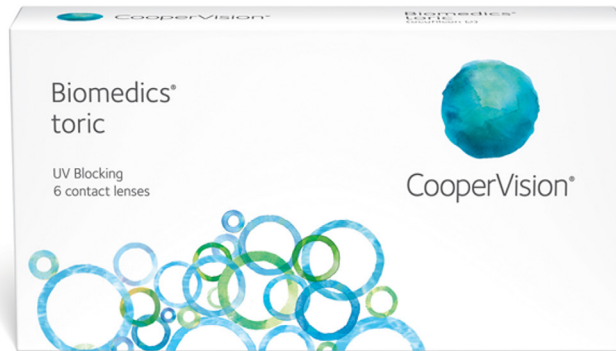 CooperVision®
Biomedics®
toric
Biomedics®
toric
UV Blocking
6 contact lenses
CooperVision®